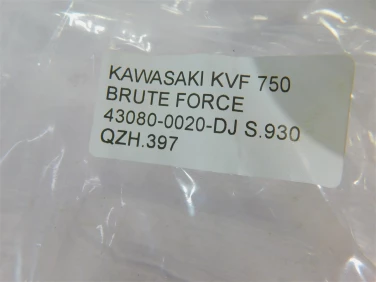 KAWASAKI KVF 750
BRUTE FORCE
43080-0020-DJ S.930
QZH.397